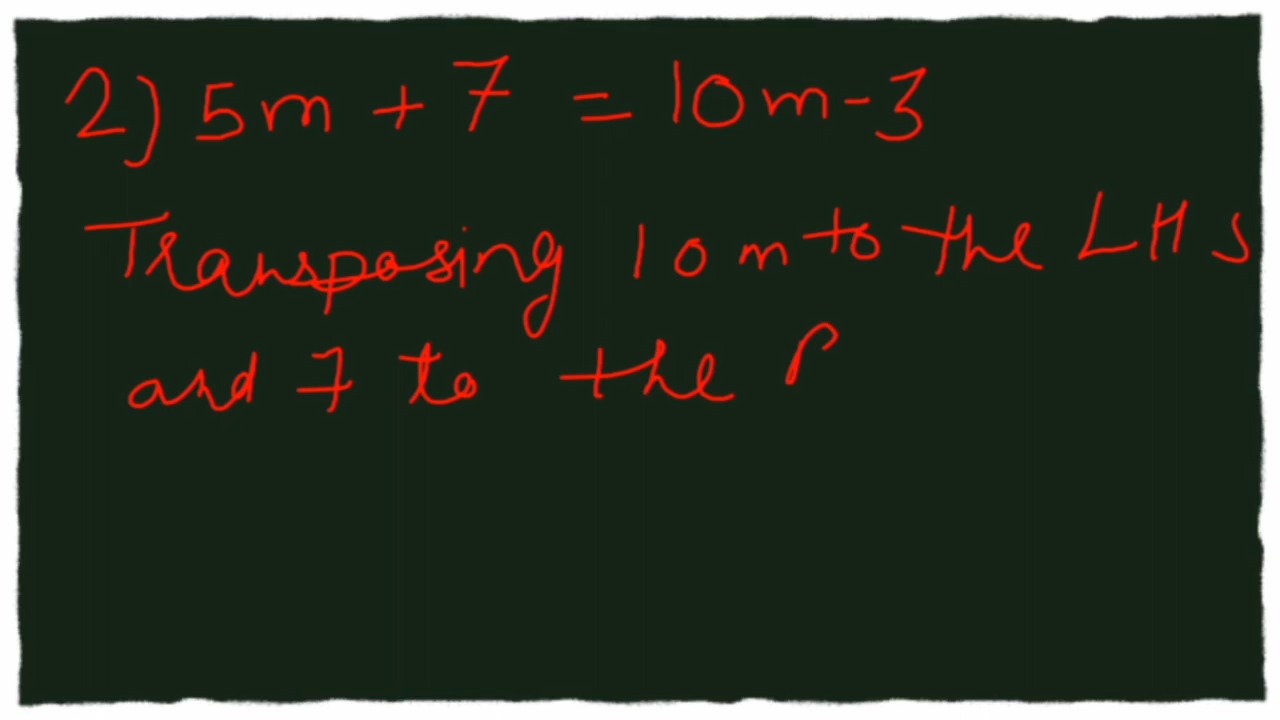 2) 5m + 7 = 10m - 3
Transposing 10m to the LHS
and 7 to the